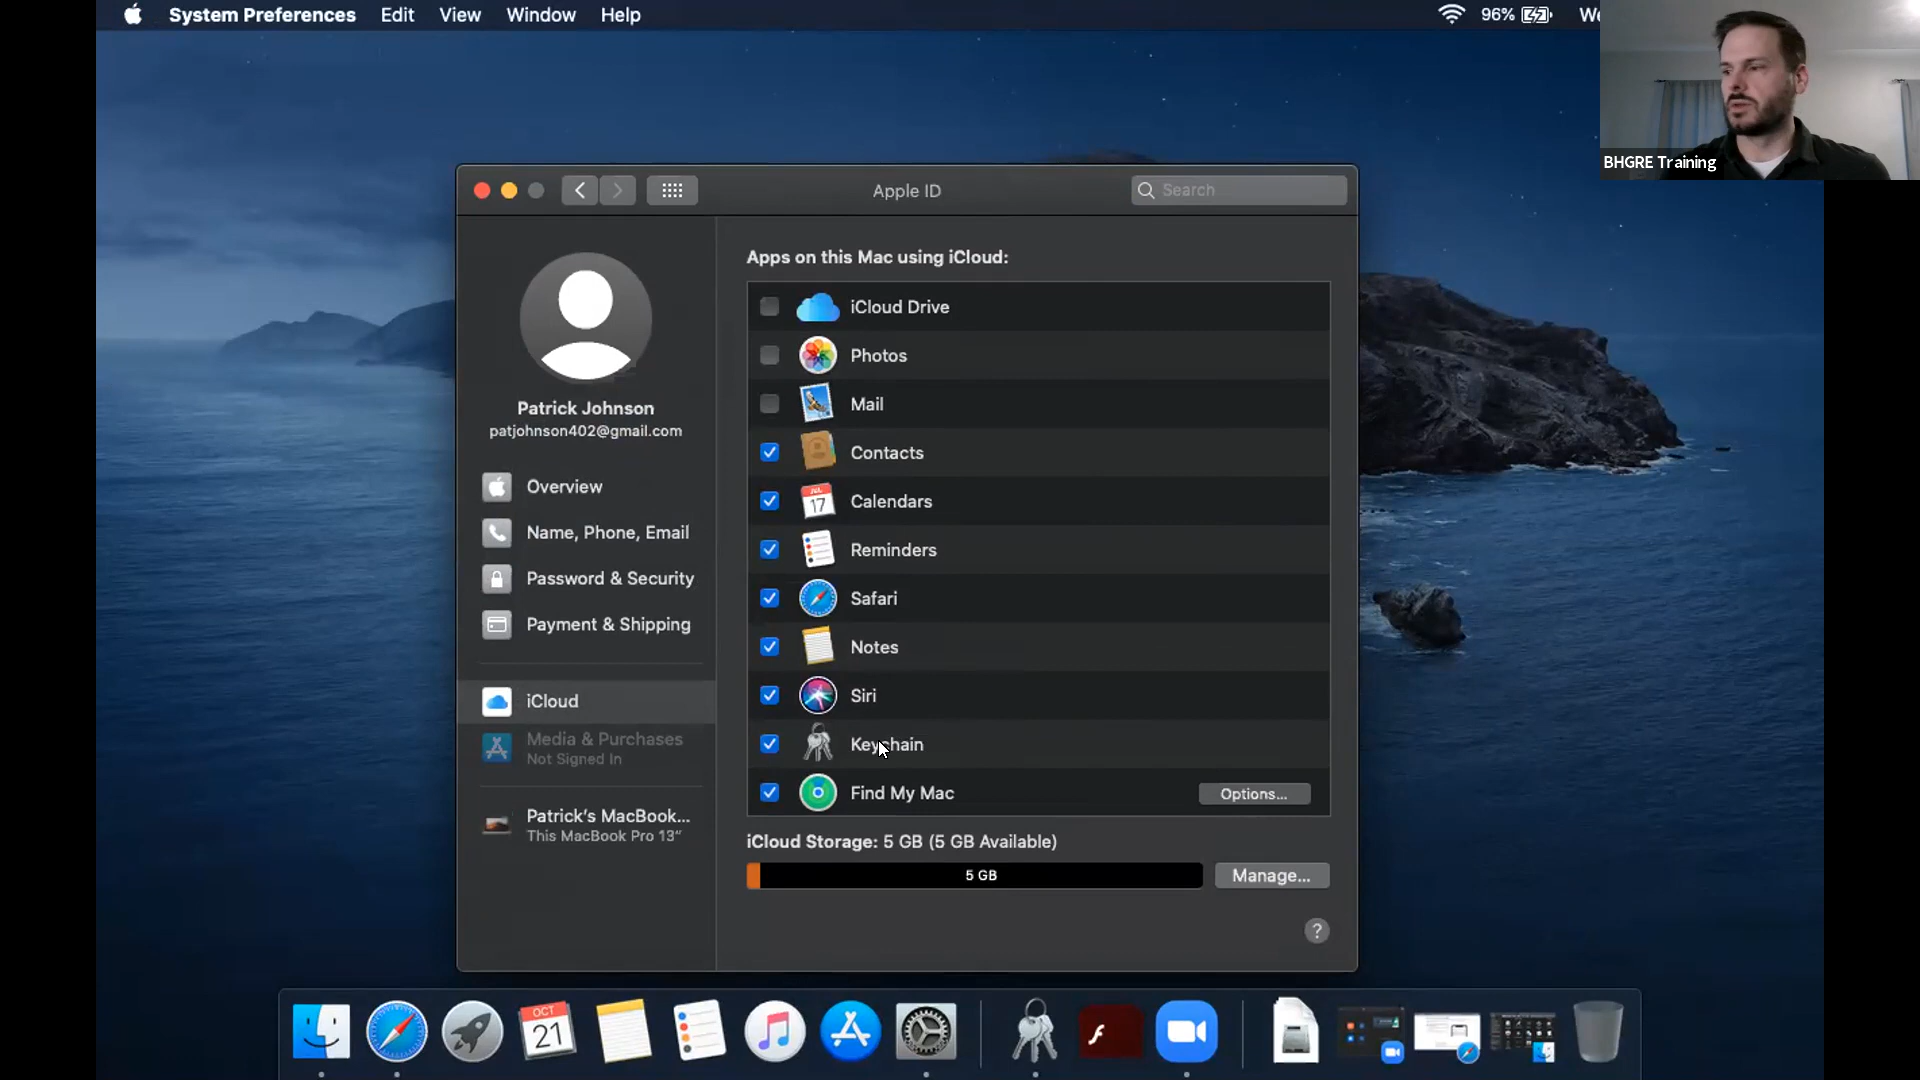 System Preferences Edit View Window Help 96% We
BHGRE Training
Apple ID
Search
Patrick Johnson
patjohnson402@gmail.com
Overview
Name, Phone, Email
Password & Security
Payment & Shipping
iCloud
Media & Purchases
Not Signed In
Patrick's MacBook...
This MacBook Pro 13"
Apps on this Mac using iCloud:
iCloud Drive
Photos
Mail
Contacts
JUL
17
Calendars
Reminders
Safari
Notes
Siri
Keychain
Find My Mac
Options...
iCloud Storage: 5 GB (5 GB Available)
5 GB
Manage...
?
OCT
21